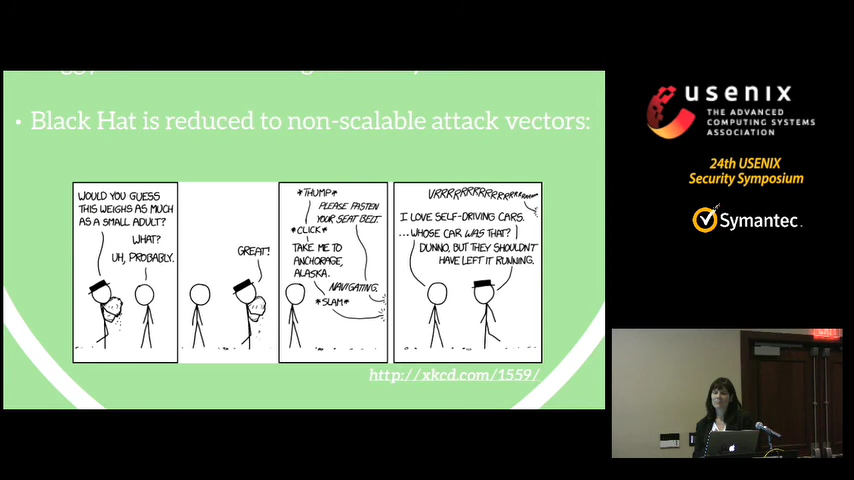 • Black Hat is reduced to non-scalable attack vectors:
WOULD YOU GUESS
THIS WEIGHS AS MUCH
AS A SMALL ADULT?
WHAT?
UH, PROBABLY.
GREAT!
*THUMP*
PLEASE FASTEN
YOUR SEAT BELT.
*CLICK*
TAKE ME TO
ANCHORAGE,
ALASKA.
NAVIGATING.
*SLAM*
I LOVE SELF-DRIVING CARS.
...WHOSE CAR WAS THAT?
DUNNO, BUT THEY SHOULDN'T
HAVE LEFT IT RUNNING.
http://xkcd.com/1559/
usenix
THE ADVANCED
COMPUTING SYSTEMS
ASSOCIATION
24th USENIX
Security Symposium
Symantec.